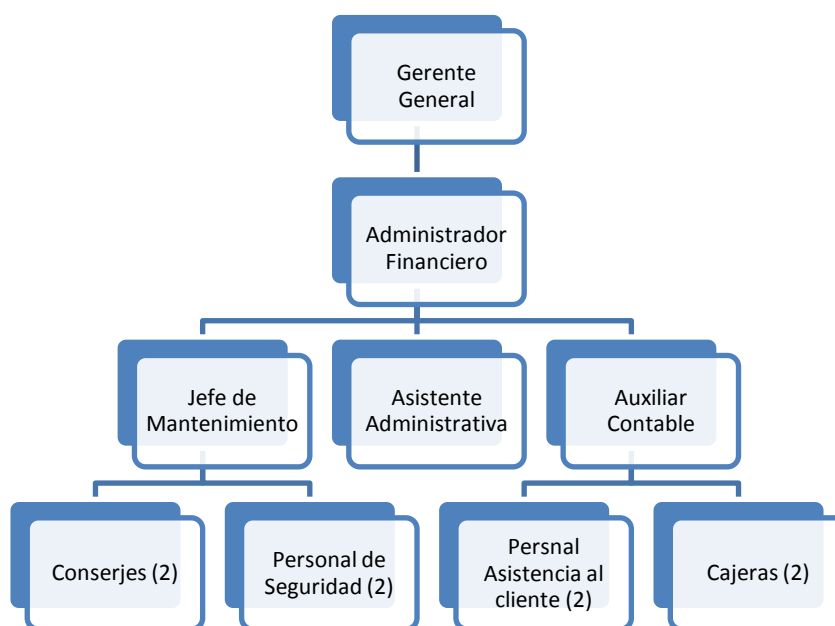 Gerente
General
Administrador
Financiero
Jefe de
Mantenimiento
Asistente
Administrativa
Auxiliar
Contable
Conserjes (2)
Personal de
Seguridad (2)
Persnal
Asistencia al
cliente (2)
Cajeras (2)